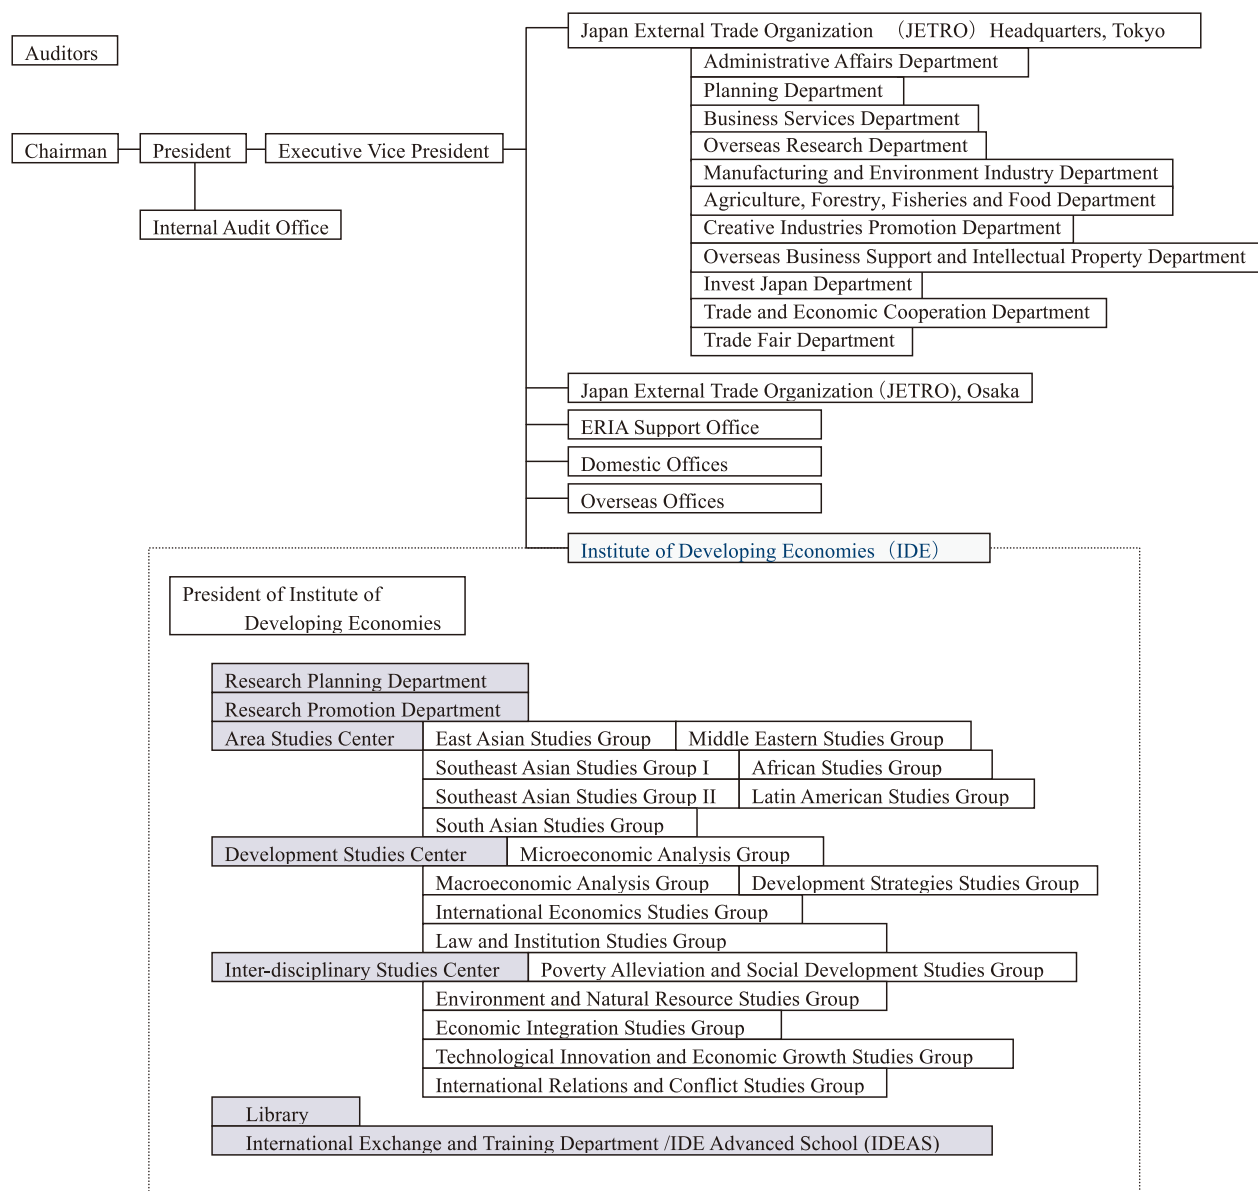 Auditors
Chairman
President
Executive Vice President
Internal Audit Office
Japan External Trade Organization （JETRO）Headquarters, Tokyo
Administrative Affairs Department
Planning Department
Business Services Department
Overseas Research Department
Manufacturing and Environment Industry Department
Agriculture, Forestry, Fisheries and Food Department
Creative Industries Promotion Department
Overseas Business Support and Intellectual Property Department
Invest Japan Department
Trade and Economic Cooperation Department
Trade Fair Department
Japan External Trade Organization（JETRO), Osaka
ERIA Support Office
Domestic Offices
Overseas Offices
Institute of Developing Economies（IDE）
President of Institute of
Developing Economies
Research Planning Department
Research Promotion Department
Area Studies Center East Asian Studies Group Middle Eastern Studies Group
Southeast Asian Studies Group I African Studies Group
Southeast Asian Studies Group II Latin American Studies Group
South Asian Studies Group
Development Studies Center Microeconomic Analysis Group
Macroeconomic Analysis Group Development Strategies Studies Group
International Economics Studies Group
Law and Institution Studies Group
Inter-disciplinary Studies Center Poverty Alleviation and Social Development Studies Group
Environment and Natural Resource Studies Group
Economic Integration Studies Group
Technological Innovation and Economic Growth Studies Group
International Relations and Conflict Studies Group
Library
International Exchange and Training Department /IDE Advanced School (IDEAS)